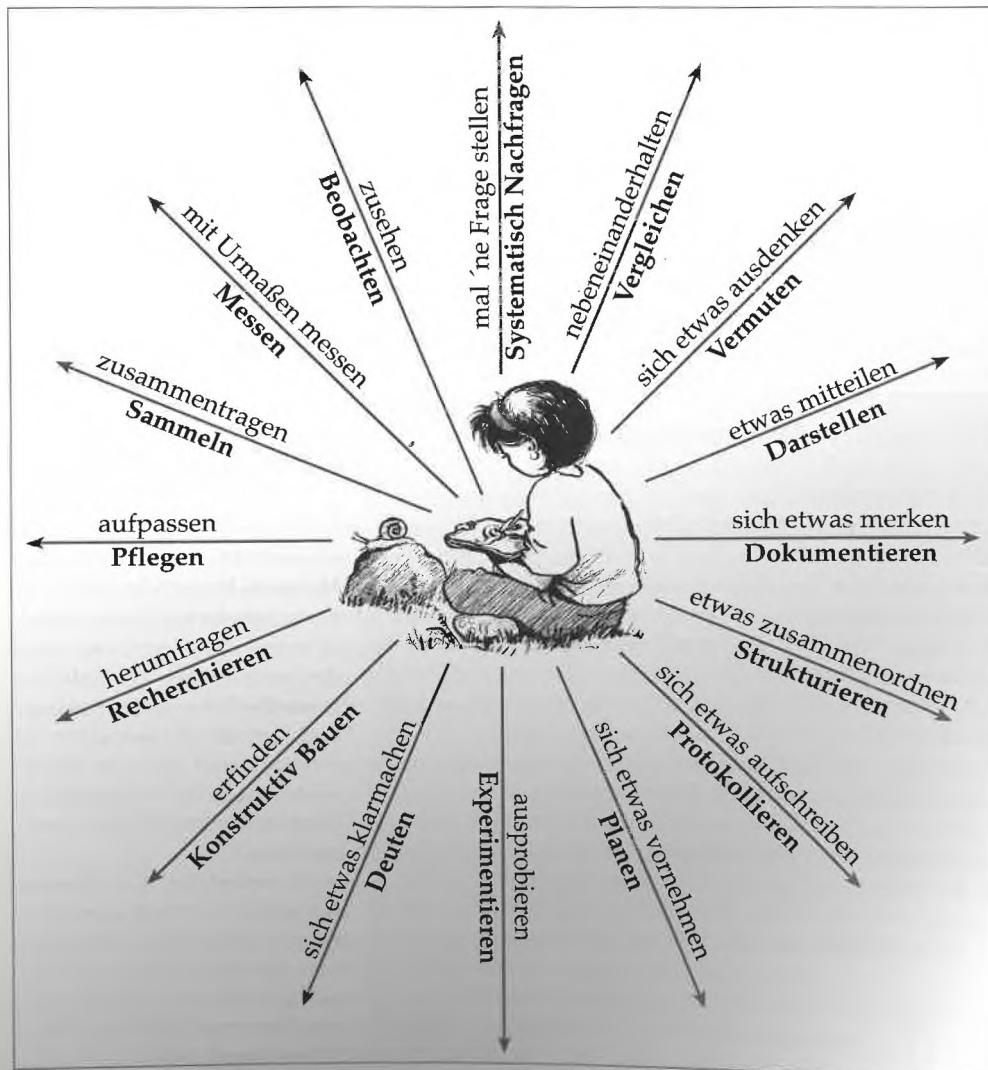 mal ´ne Frage stellen
Systematisch Nachfragen
nebeneinanderhalten
Vergleichen
sich etwas ausdenken
Vermuten
etwas mitteilen
Darstellen
sich etwas merken
Dokumentieren
etwas zusammenordnen
Strukturieren
sich etwas aufschreiben
Protokollieren
sich etwas vornehmen
Planen
ausprobieren
Experimentieren
sich etwas klarmachen
Deuten
erfinden
Konstruktiv Bauen
herumfragen
Recherchieren
aufpassen
Pflegen
zusammentragen
Sammeln
mit Urmaßen messen
Messen
zusehen
Beobachten